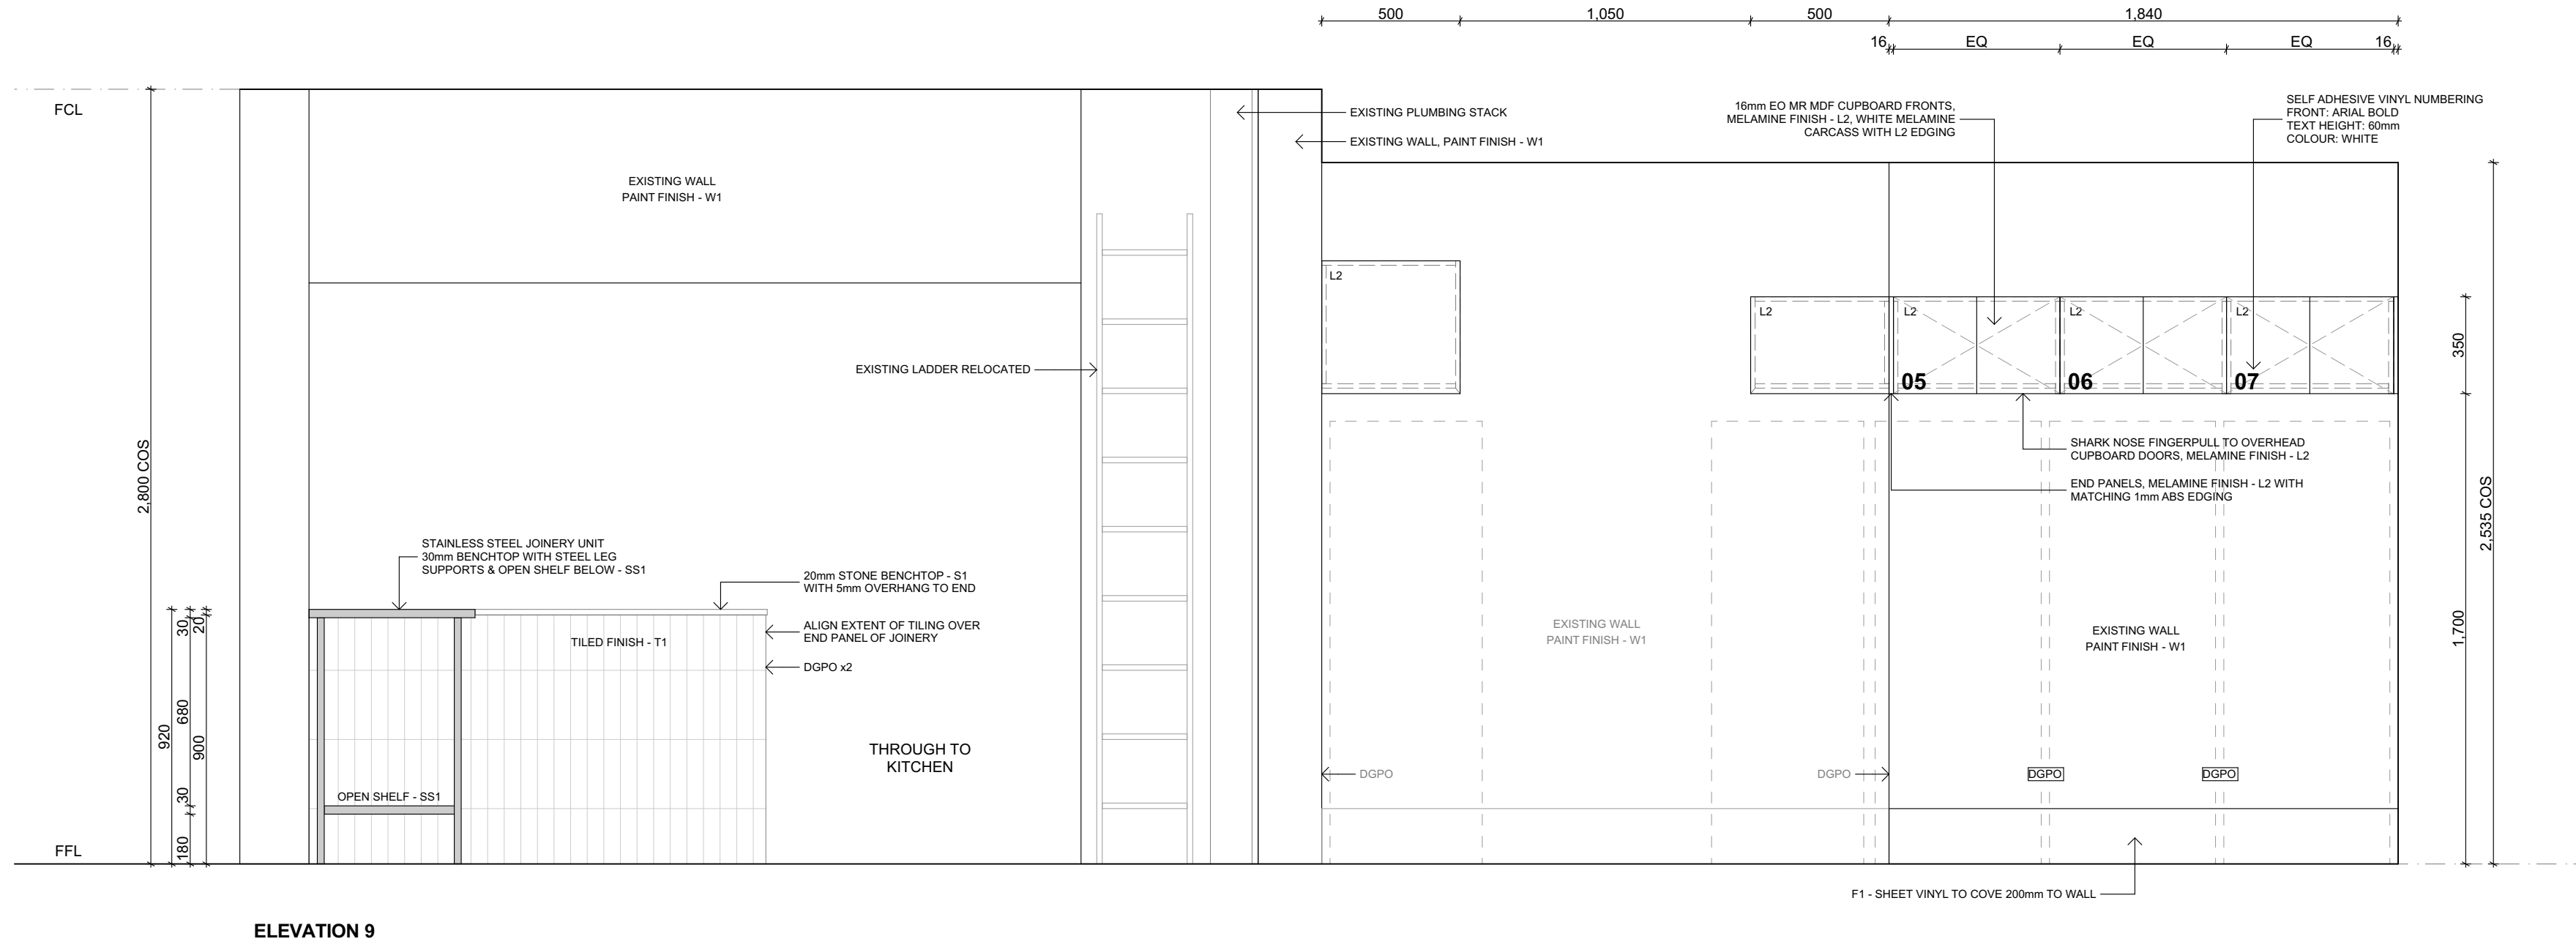 500
1,050
500
1,840
16
EQ
EQ
EQ
16
FCL
EXISTING PLUMBING STACK
EXISTING WALL, PAINT FINISH - W1
16mm EO MR MDF CUPBOARD FRONTS,
MELAMINE FINISH - L2, WHITE MELAMINE
CARCASS WITH L2 EDGING
SELF ADHESIVE VINYL NUMBERING
FRONT: ARIAL BOLD
TEXT HEIGHT: 60mm
COLOUR: WHITE
EXISTING WALL
PAINT FINISH - W1
L2
L2
L2
L2
L2
05
06
07
350
EXISTING LADDER RELOCATED
2,800 COS
SHARK NOSE FINGERPULL TO OVERHEAD
CUPBOARD DOORS, MELAMINE FINISH - L2
END PANELS, MELAMINE FINISH - L2 WITH
MATCHING 1mm ABS EDGING
2,535 COS
1,700
STAINLESS STEEL JOINERY UNIT
30mm BENCHTOP WITH STEEL LEG
SUPPORTS & OPEN SHELF BELOW - SS1
20mm STONE BENCHTOP - S1
WITH 5mm OVERHANG TO END
ALIGN EXTENT OF TILING OVER
END PANEL OF JOINERY
TILED FINISH - T1
DGPO x2
EXISTING WALL
PAINT FINISH - W1
EXISTING WALL
PAINT FINISH - W1
30
20
680
920
900
30
180
THROUGH TO
KITCHEN
OPEN SHELF - SS1
DGPO
DGPO
DGPO
DGPO
FFL
F1 - SHEET VINYL TO COVE 200mm TO WALL
ELEVATION 9